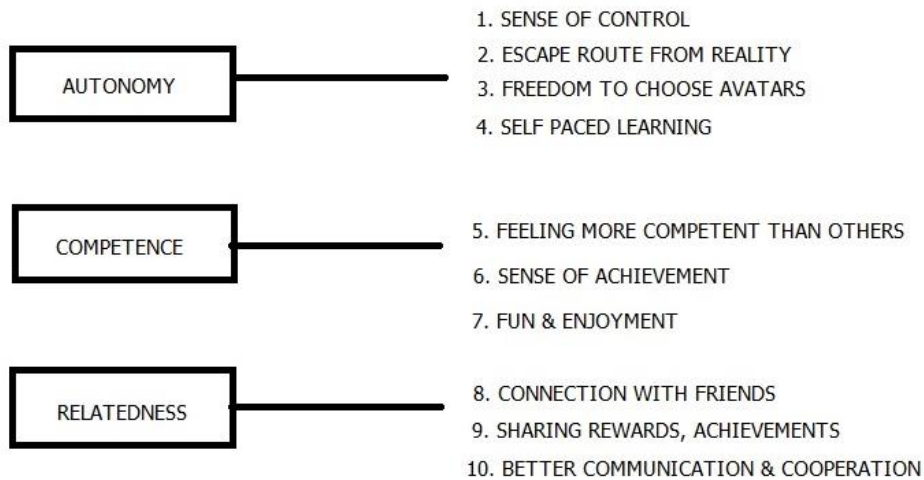 AUTONOMY
1. SENSE OF CONTROL
2. ESCAPE ROUTE FROM REALITY
3. FREEDOM TO CHOOSE AVATARS
4. SELF PACED LEARNING
COMPETENCE
5. FEELING MORE COMPETENT THAN OTHERS
6. SENSE OF ACHIEVEMENT
7. FUN & ENJOYMENT
RELATEDNESS
8. CONNECTION WITH FRIENDS
9. SHARING REWARDS, ACHIEVEMENTS
10. BETTER COMMUNICATION & COOPERATION